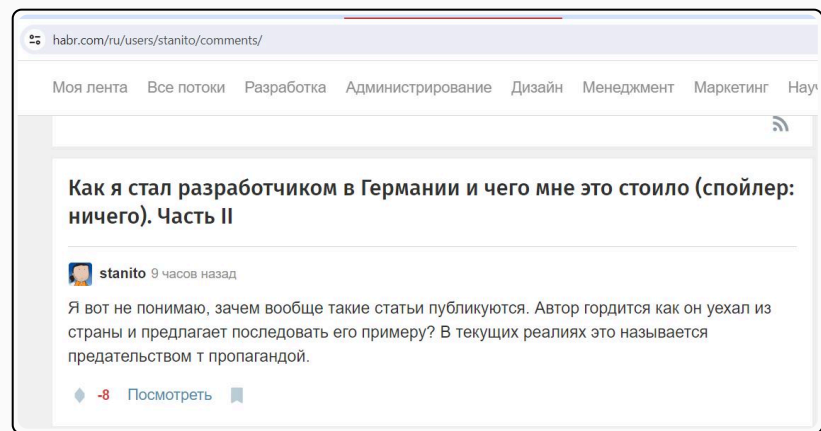 habr.com/ru/users/stanito/comments/
Моя лента Все потоки Разработка Администрирование Дизайн Менеджмент Маркетинг Науч
Как я стал разработчиком в Германии и чего мне это стоило (спойлер:
ничего). Часть II
stanito 9 часов назад
Я вот не понимаю, зачем вообще такие статьи публикуются. Автор гордится как он уехал из
страны и предлагает последовать его примеру? В текущих реалиях это называется
предательством т пропагандой.
-8 Посмотреть